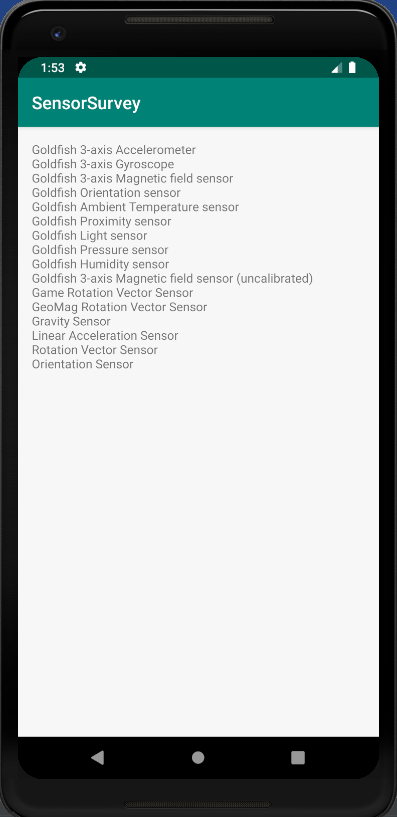 1:53
SensorSurvey
Goldfish 3-axis Accelerometer
Goldfish 3-axis Gyroscope
Goldfish 3-axis Magnetic field sensor
Goldfish Orientation sensor
Goldfish Ambient Temperature sensor
Goldfish Proximity sensor
Goldfish Light sensor
Goldfish Pressure sensor
Goldfish Humidity sensor
Goldfish 3-axis Magnetic field sensor (uncalibrated)
Game Rotation Vector Sensor
GeoMag Rotation Vector Sensor
Gravity Sensor
Linear Acceleration Sensor
Rotation Vector Sensor
Orientation Sensor